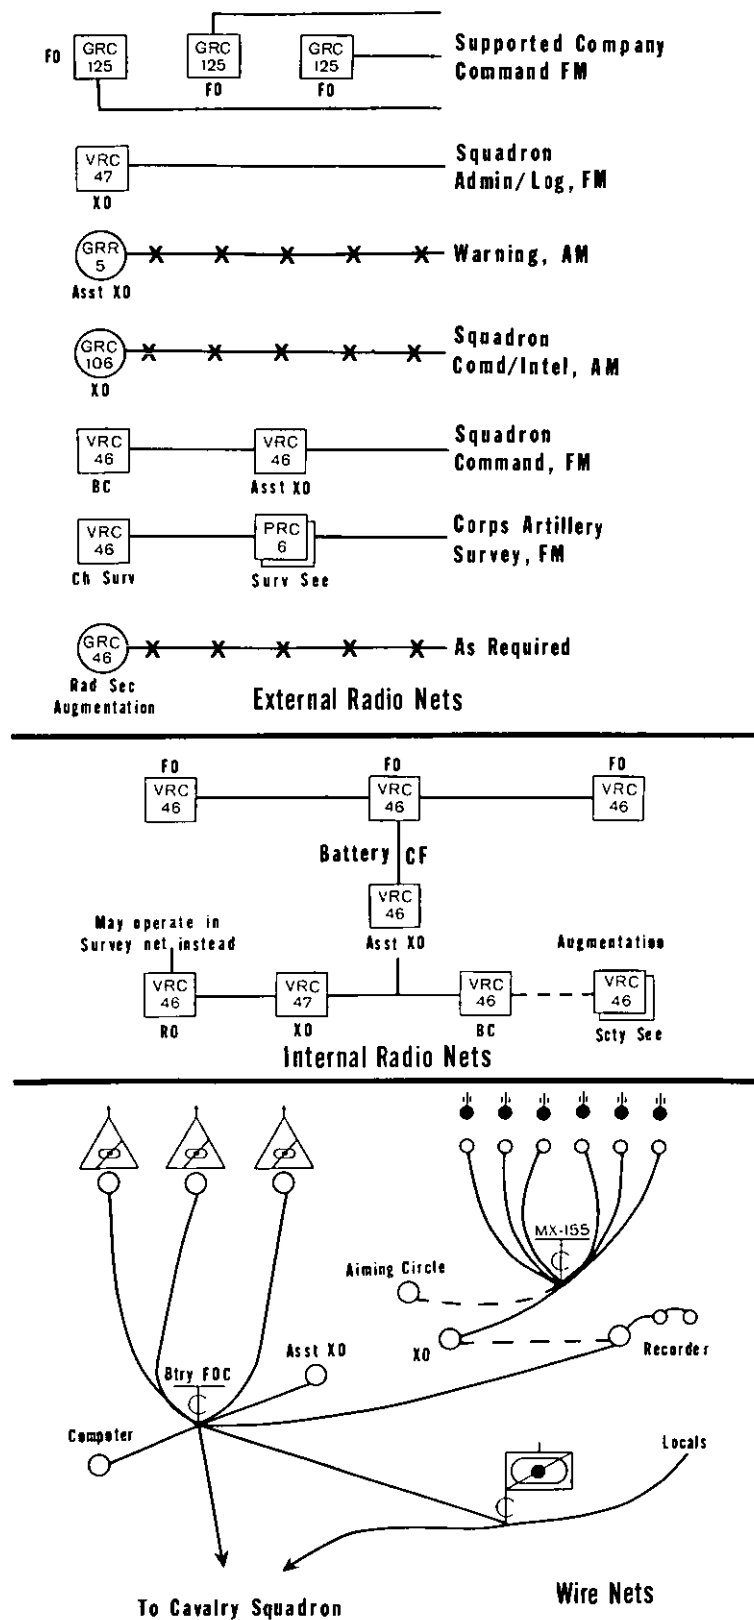 FO
GRC
125
GRC
125
FO
GRC
125
FO
Supported Company
Command FM
VRC
47
XO
Squadron
Admin/Log, FM
GRR
5
Asst XO
Warning, AM
GRC
106
XO
Squadron
Comd/Intel, AM
VRC
46
BC
VRC
46
Asst XO
Squadron
Command, FM
VRC
46
Ch Surv
PRC
6
Surv See
Corps Artillery
Survey, FM
GRC
46
Rad Sec
Augmentation
As Required
External Radio Nets
FO
VRC
46
FO
VRC
46
FO
VRC
46
Battery CF
VRC
46
Asst XO
May operate in
Survey net instead
VRC
46
RO
VRC
47
XO
VRC
46
BC
Augmentation
VRC
46
Scty See
Internal Radio Nets
MX-155
Aiming Circle
XO
Recorder
Asst XO
Btry FDC
Computer
Locals
To Cavalry Squadron
Wire Nets